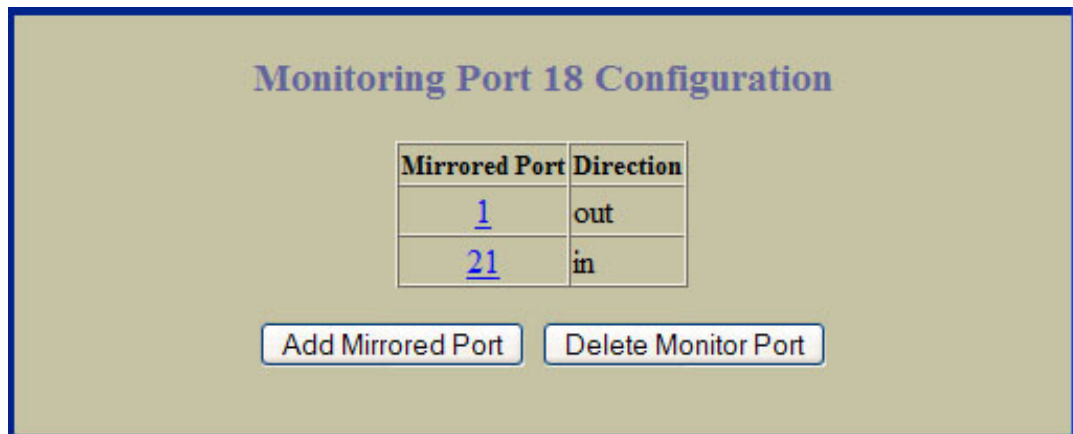 Monitoring Port 18 Configuration
Mirrored Port Direction
1 out
21 in
Add Mirrored Port Delete Monitor Port